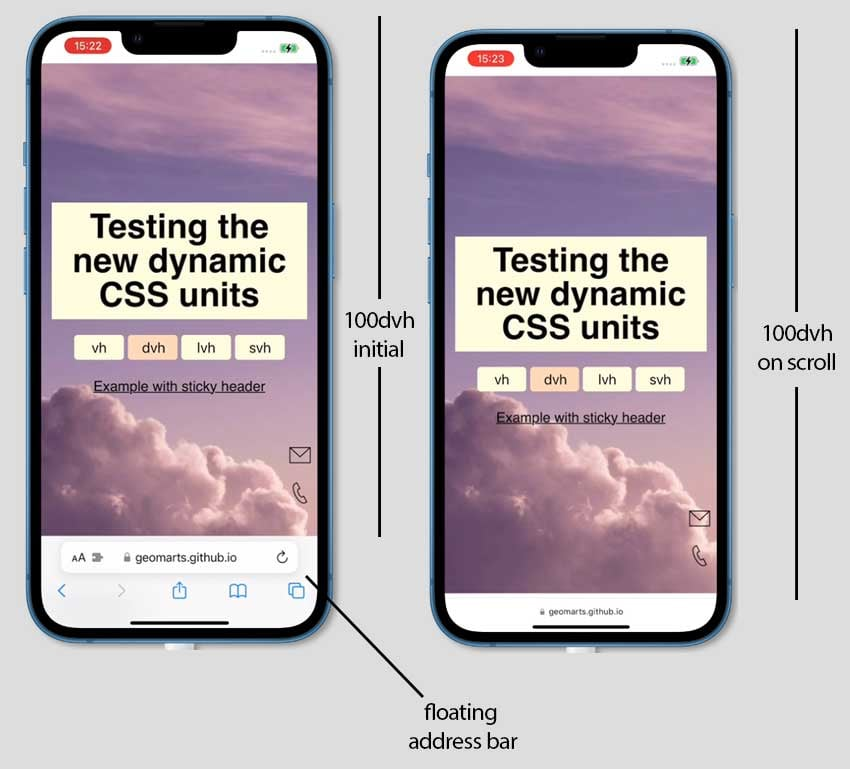 15:22
Testing the
new dynamic
CSS units
vh dvh lvh svh
Example with sticky header
AA geomarts.github.io
100dvh
initial
15:23
Testing the
new dynamic
CSS units
vh dvh lvh svh
Example with sticky header
geomarts.github.io
100dvh
on scroll
floating
address bar